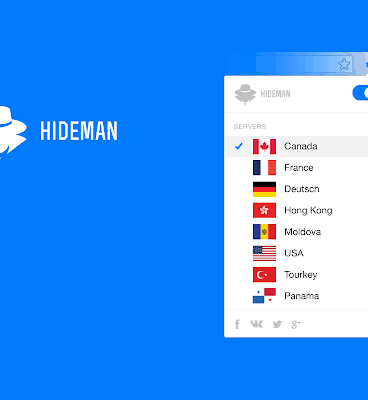 HIDEMAN
HIDEMAN
SERVERS
Canada
France
Deutsch
Hong Kong
Moldova
USA
Tourkey
Panama